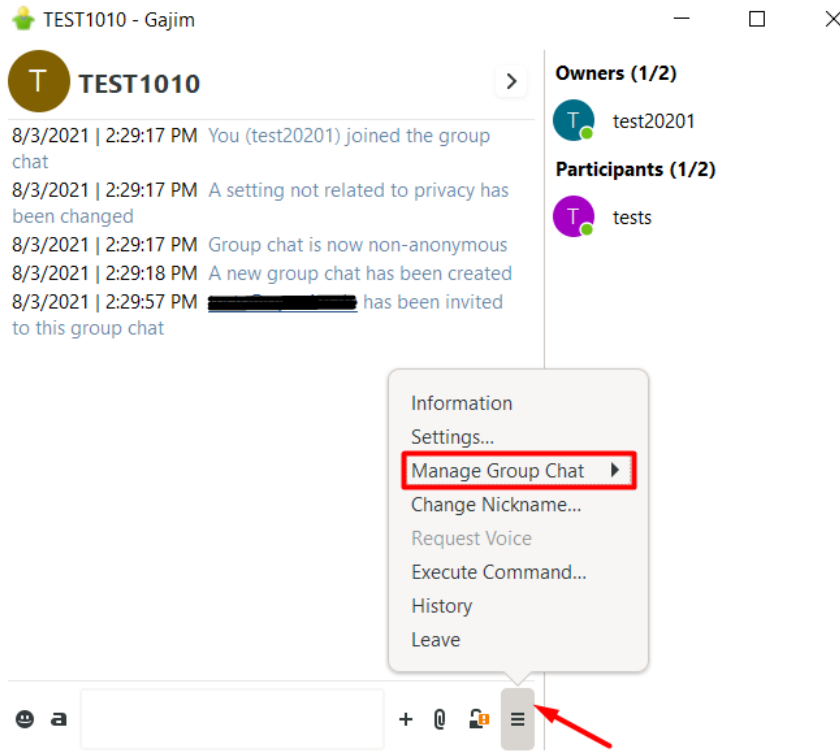 TEST1010 - Gajim
T
TEST1010
8/3/2021 | 2:29:17 PM You (test20201) joined the group
chat
8/3/2021 | 2:29:17 PM A setting not related to privacy has
been changed
8/3/2021 | 2:29:17 PM Group chat is now non-anonymous
8/3/2021 | 2:29:18 PM A new group chat has been created
8/3/2021 | 2:29:57 PM has been invited
to this group chat
Owners (1/2)
T test20201
Participants (1/2)
T tests
Information
Settings...
Manage Group Chat
Change Nickname...
Request Voice
Execute Command...
History
Leave
a